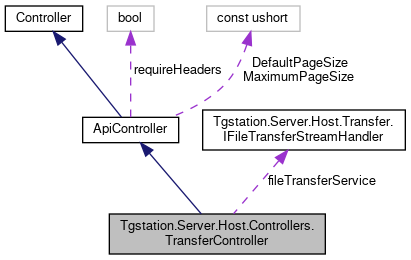 Controller
bool
const ushort
requireHeaders
DefaultPageSize
MaximumPageSize
ApiController
Tgstation.Server.Host.Transfer.
IFileTransferStreamHandler
fileTransferService
Tgstation.Server.Host.Controllers.
TransferController